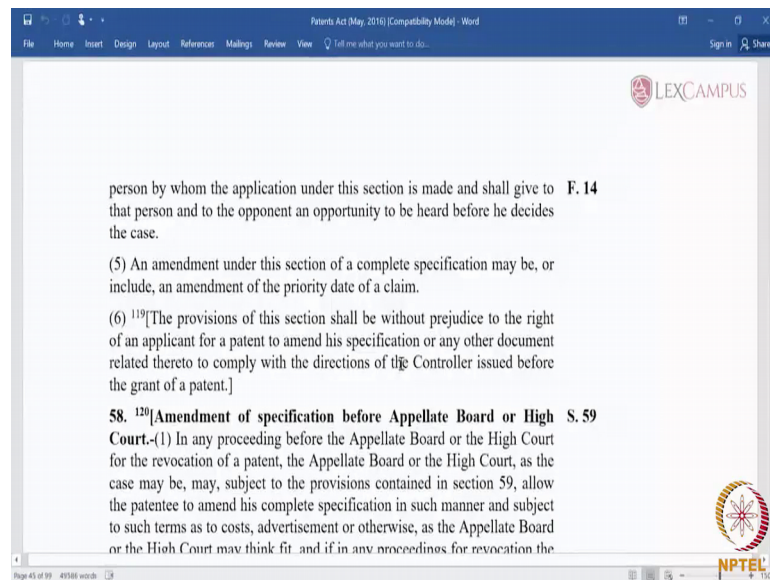 Patents Act (May, 2016) [Compatibility Mode] - Word
File Home Insert Design Layout References Mailings Review View Tell me what you want to do... Sign in Share
LEXCAMPUS
person by whom the application under this section is made and shall give to F. 14
that person and to the opponent an opportunity to be heard before he decides
the case.
(5) An amendment under this section of a complete specification may be, or
include, an amendment of the priority date of a claim.
(6) 119[The provisions of this section shall be without prejudice to the right
of an applicant for a patent to amend his specification or any other document
related thereto to comply with the directions of the Controller issued before
the grant of a patent.]
58. 120[Amendment of specification before Appellate Board or High S. 59
Court.-(1) In any proceeding before the Appellate Board or the High Court
for the revocation of a patent, the Appellate Board or the High Court, as the
case may be, may, subject to the provisions contained in section 59, allow
the patentee to amend his complete specification in such manner and subject
to such terms as to costs, advertisement or otherwise, as the Appellate Board
or the High Court may think fit, and if in any proceedings for revocation the
NPTEL
Page 45 of 99 49586 words